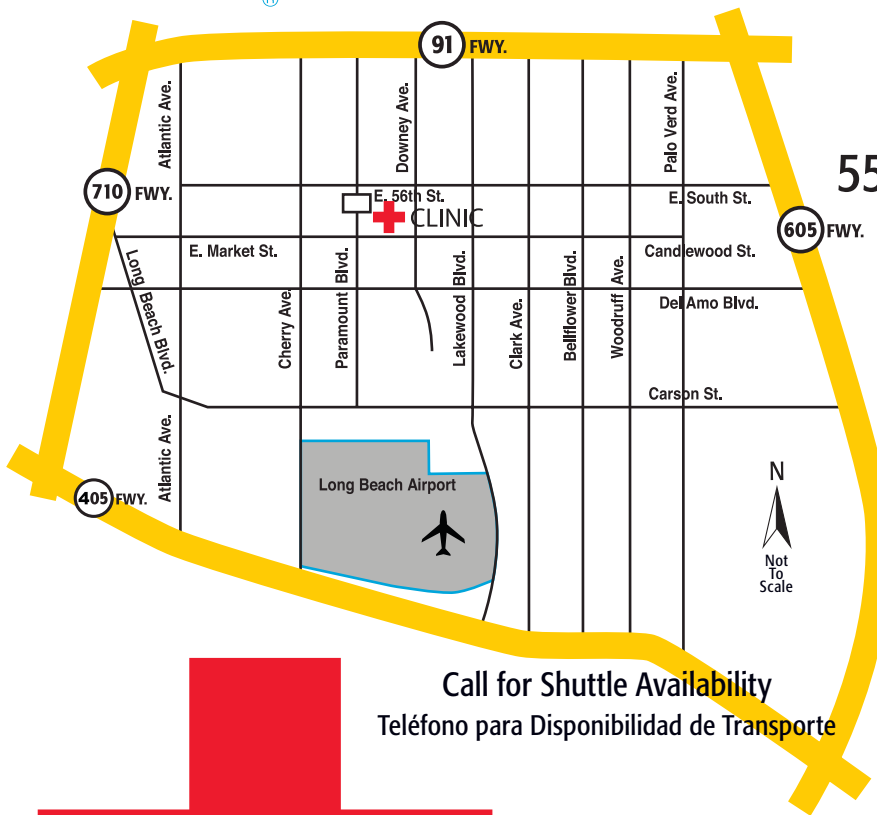 ®
91 FWY.
Atlantic Ave.
Downey Ave.
Palo Verd Ave.
55
710 FWY.
E. 56th St.
E. South St.
CLINIC
605 FWY.
E. Market St.
Candlewood St.
Long Beach Blvd.
Cherry Ave.
Paramount Blvd.
Lakewood Blvd.
Clark Ave.
Bellflower Blvd.
Woodruff Ave.
Del Amo Blvd.
Carson St.
Atlantic Ave.
Long Beach Airport
405 FWY.
N
Not
To
Scale
Call for Shuttle Availability
Teléfono para Disponibilidad de Transporte